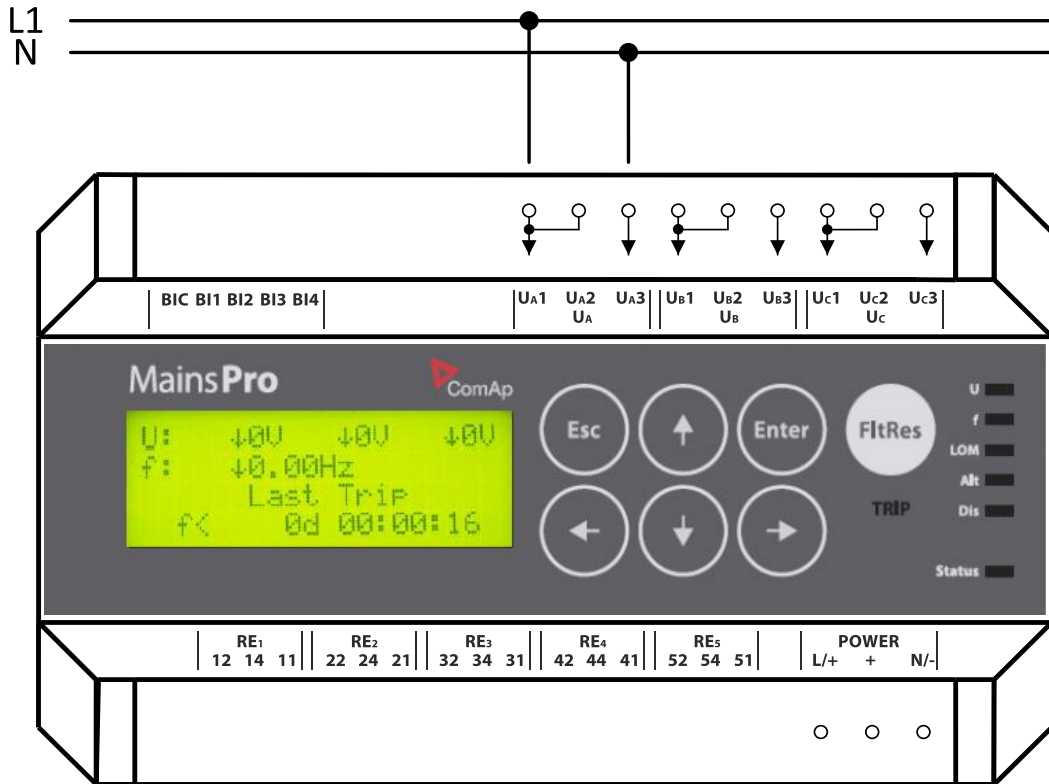 L1
N
BIC BI1 BI2 BI3 BI4
UA1 UA2 UA3 UB1 UB2 UB3 UC1 UC2 UC3
UA UB UC
MainsPro
ComAp
U: ↓0V ↓0V ↓0V
f: ↓0.00Hz
Last Trip
f< 0d 00:00:16
Esc ↑ Enter FltRes
← ↓ →
TRIP
U
f
LOM
Alt
Dis
Status
RE1 RE2 RE3 RE4 RE5 POWER
12 14 11 22 24 21 32 34 31 42 44 41 52 54 51 L/+ + N/-